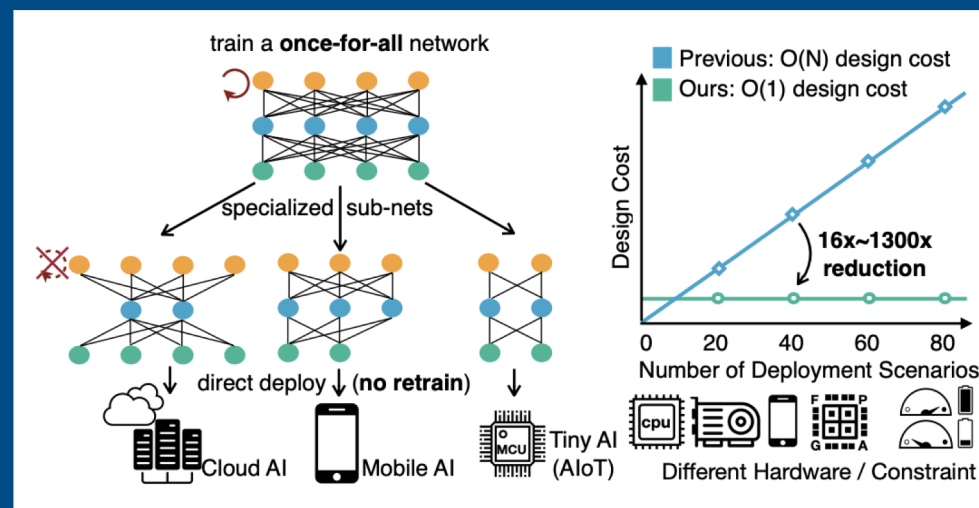 train a once-for-all network
specialized sub-nets
direct deploy (no retrain)
Cloud AI
Mobile AI
MCU
Tiny AI
(AIoT)
Previous: O(N) design cost
Ours: O(1) design cost
Design Cost
16x~1300x
reduction
0 20 40 60 80
Number of Deployment Scenarios
cpu
F P
G A
Different Hardware / Constraint